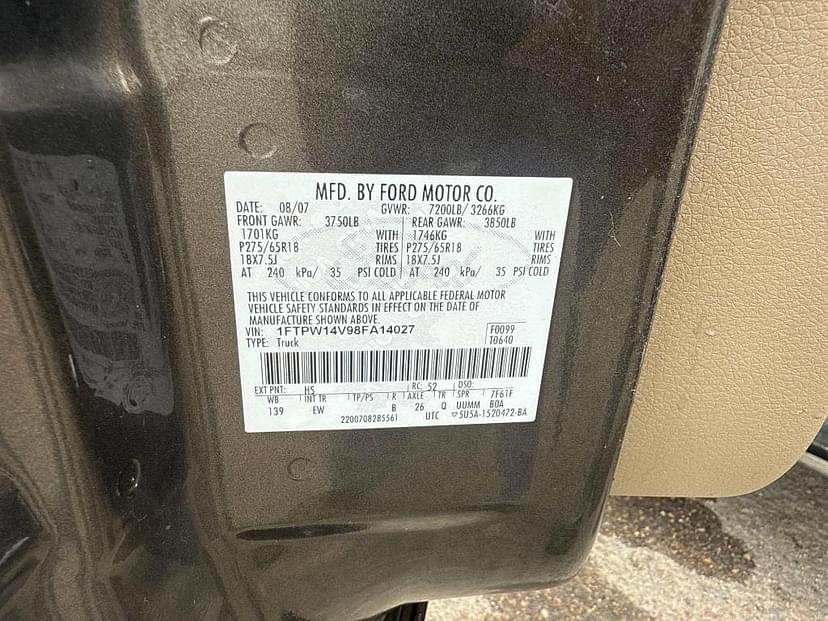 MFD. BY FORD MOTOR CO.
DATE: 08/07 GVWR: 7200LB/ 3266KG
FRONT GAWR: 3750LB REAR GAWR: 3850LB
1701KG WITH 1746KG WITH
P275/65R18 TIRES P275/65R18 TIRES
18X7.5J RIMS 18X7.5J RIMS
AT 240 kPa/ 35 PSI COLD AT 240 kPa/ 35 PSI COLD
THIS VEHICLE CONFORMS TO ALL APPLICABLE FEDERAL MOTOR
VEHICLE SAFETY STANDARDS IN EFFECT ON THE DATE OF
MANUFACTURE SHOWN ABOVE.
VIN: 1FTPW14V98FA14027 F0099
TYPE: Truck T0640
EXT PNT: HS RC: 52 DSO:
WB INT TR TP/PS R AXLE TR SPR 7F61F
139 EW B 26 Q UUMM BOA
2200708285561 UTC ▽5U5A-1520472-BA